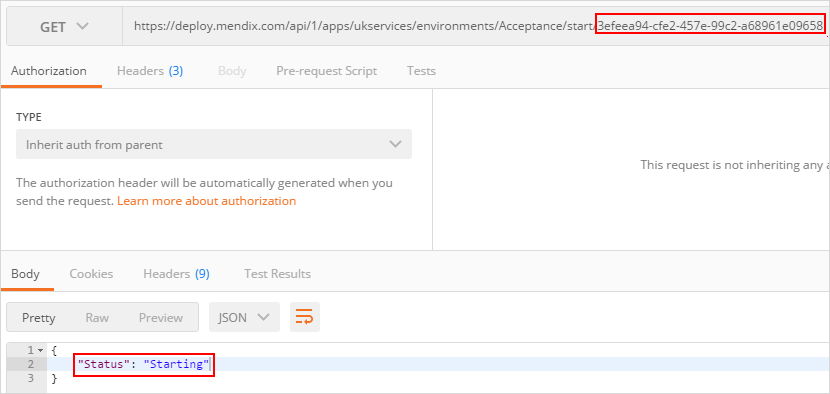 GET
https://deploy.mendix.com/api/1/apps/ukservices/environments/Acceptance/start/3efeea94-cfe2-457e-99c2-a68961e09658
Authorization Headers (3) Body Pre-request Script Tests
TYPE
Inherit auth from parent
The authorization header will be automatically generated when you
send the request. Learn more about authorization
This request is not inheriting any a
Body Cookies Headers (9) Test Results
Pretty Raw Preview JSON
1 {
2 "Status": "Starting"
3 }